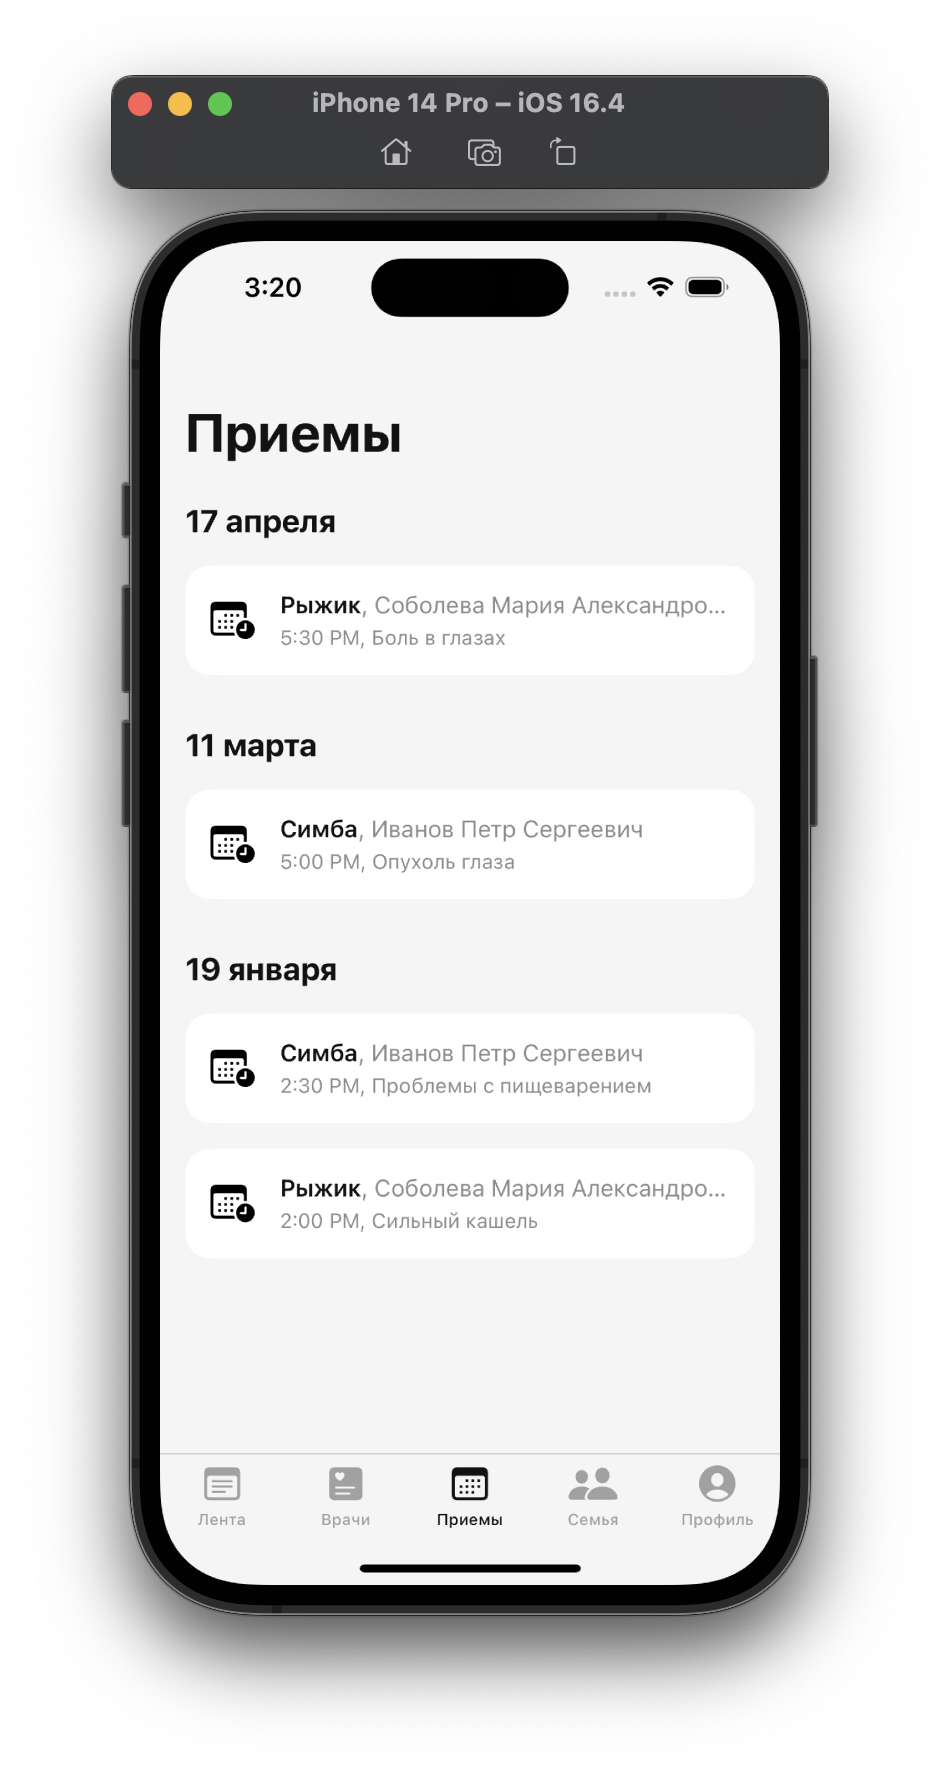 iPhone 14 Pro – iOS 16.4
3:20
Приемы
17 апреля
Рыжик, Соболева Мария Александро...
5:30 PM, Боль в глазах
11 марта
Симба, Иванов Петр Сергеевич
5:00 PM, Опухоль глаза
19 января
Симба, Иванов Петр Сергеевич
2:30 PM, Проблемы с пищеварением
Рыжик, Соболева Мария Александро...
2:00 PM, Сильный кашель
Лента Врачи Приемы Семья Профиль